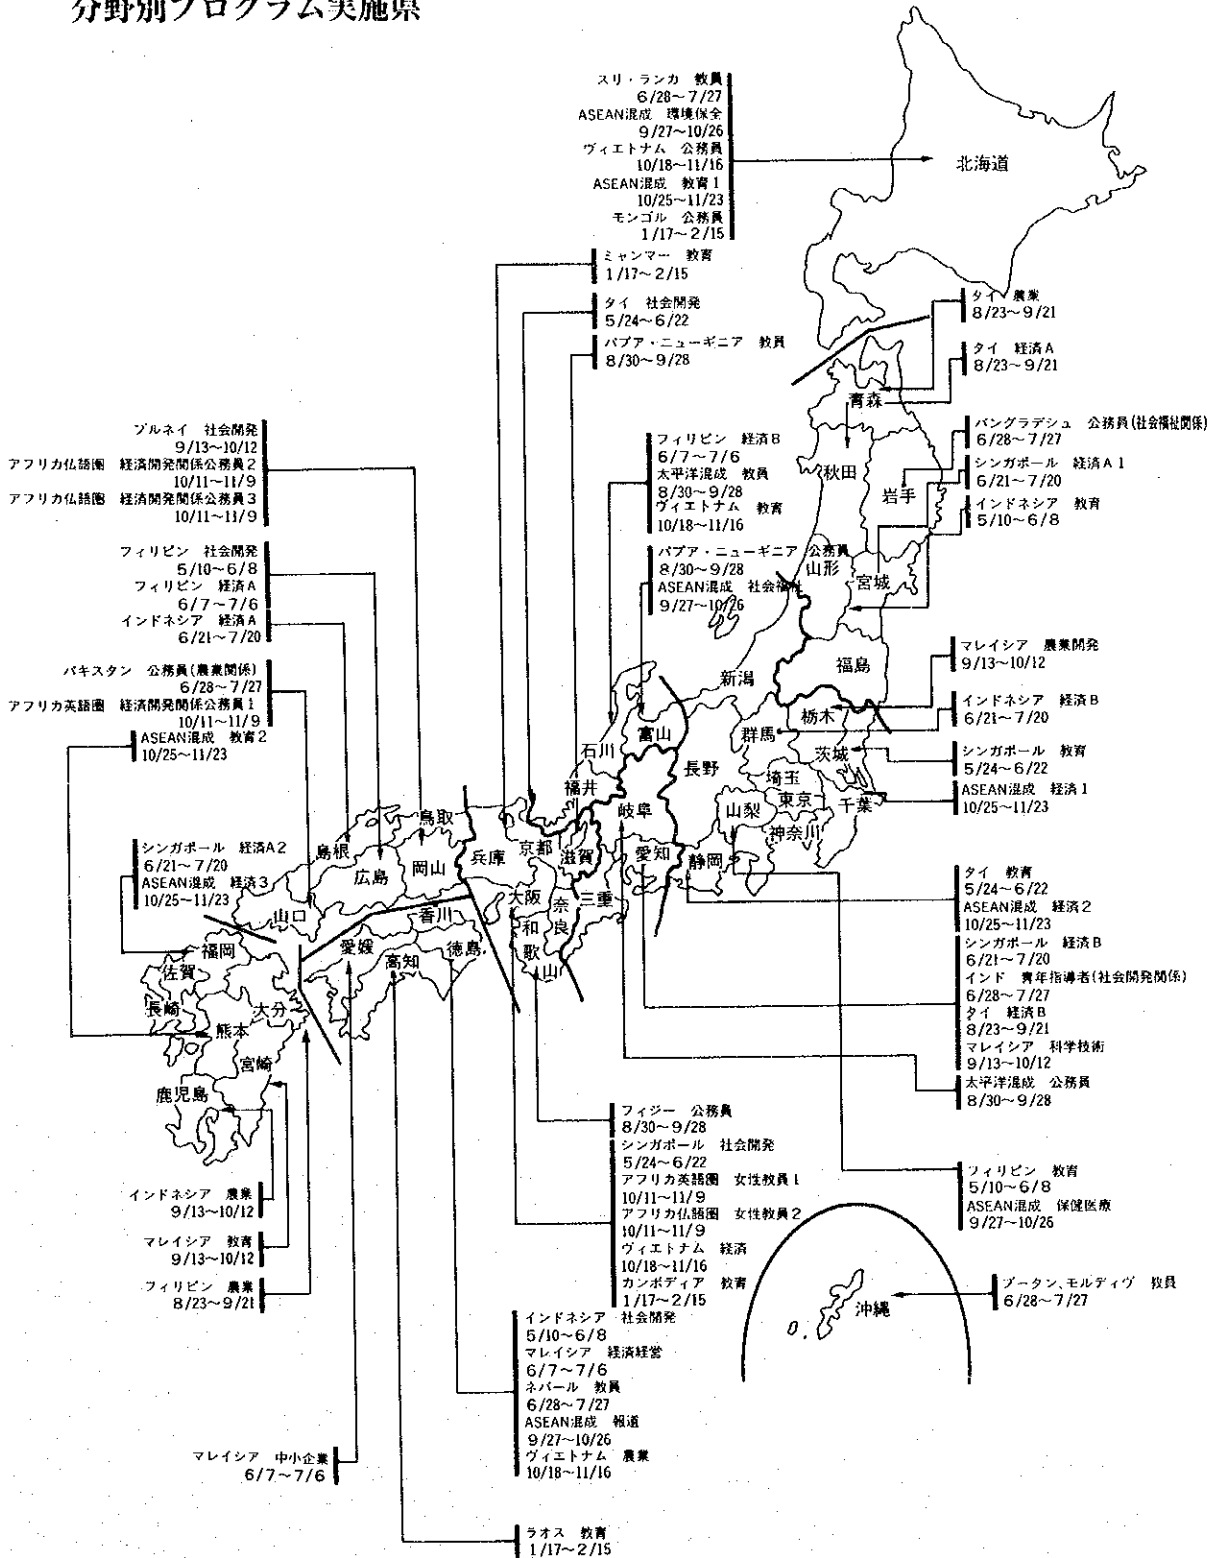 分野別プログラム実施県
スリ・ランカ 教員
6/28～7/27
ASEAN混成 環境保全
9/27～10/26
ヴィエトナム 公務員
10/18～11/16
ASEAN混成 教育1
10/25～11/23
モンゴル 公務員
1/17～2/15
北海道
ミャンマー 教育
1/17～2/15
タイ 社会開発
5/24～6/22
パプア・ニューギニア 教員
8/30～9/28
タイ 農業
8/23～9/21
タイ 経済A
8/23～9/21
青森
バングラデシュ 公務員(社会福祉関係)
6/28～7/27
シンガポール 経済A1
6/21～7/20
インドネシア 教育
5/10～6/8
秋田
岩手
山形
宮城
福島
ブルネイ 社会開発
9/13～10/12
アフリカ仏語圏 経済開発関係公務員2
10/11～11/9
アフリカ仏語圏 経済開発関係公務員3
10/11～11/9
フィリピン 経済B
6/7～7/6
太平洋混成 教員
8/30～9/28
ヴィエトナム 教育
10/18～11/16
パプア・ニューギニア 公務員
8/30～9/28
ASEAN混成 社会福祉
9/27～10/26
フィリピン 社会開発
5/10～6/8
フィリピン 経済A
6/7～7/6
インドネシア 経済A
6/21～7/20
パキスタン 公務員(農業関係)
6/28～7/27
アフリカ英語圏 経済開発関係公務員1
10/11～11/9
ASEAN混成 教育2
10/25～11/23
マレイシア 農業開発
9/13～10/12
インドネシア 経済B
6/21～7/20
シンガポール 教育
5/24～6/22
ASEAN混成 経済1
10/25～11/23
新潟
栃木
群馬
茨城
富山
石川
長野
埼玉
福井
東京
千葉
岐阜
山梨
神奈川
鳥取
島根
兵庫
京都
滋賀
愛知
静岡
岡山
広島
大阪
奈良
三重
和歌山
山口
香川
愛媛
徳島
高知
福岡
佐賀
長崎
大分
熊本
宮崎
鹿児島
シンガポール 経済A2
6/21～7/20
ASEAN混成 経済3
10/25～11/23
タイ 教育
5/24～6/22
ASEAN混成 経済2
10/25～11/23
シンガポール 経済B
6/21～7/20
インド 青年指導者(社会開発関係)
6/28～7/27
タイ 経済B
8/23～9/21
マレイシア 科学技術
9/13～10/12
太平洋混成 公務員
8/30～9/28
フィジー 公務員
8/30～9/28
シンガポール 社会開発
5/24～6/22
アフリカ英語圏 女性教員1
10/11～11/9
アフリカ仏語圏 女性教員2
10/11～11/9
ヴィエトナム 経済
10/18～11/16
カンボディア 教育
1/17～2/15
フィリピン 教育
5/10～6/8
ASEAN混成 保健医療
9/27～10/26
インドネシア 農業
9/13～10/12
マレイシア 教育
9/13～10/12
フィリピン 農業
8/23～9/21
ブータン、モルディヴ 教員
6/28～7/27
沖縄
インドネシア 社会開発
5/10～6/8
マレイシア 経済経営
6/7～7/6
ネパール 教員
6/28～7/27
ASEAN混成 報道
9/27～10/26
ヴィエトナム 農業
10/18～11/16
マレイシア 中小企業
6/7～7/6
ラオス 教育
1/17～2/15